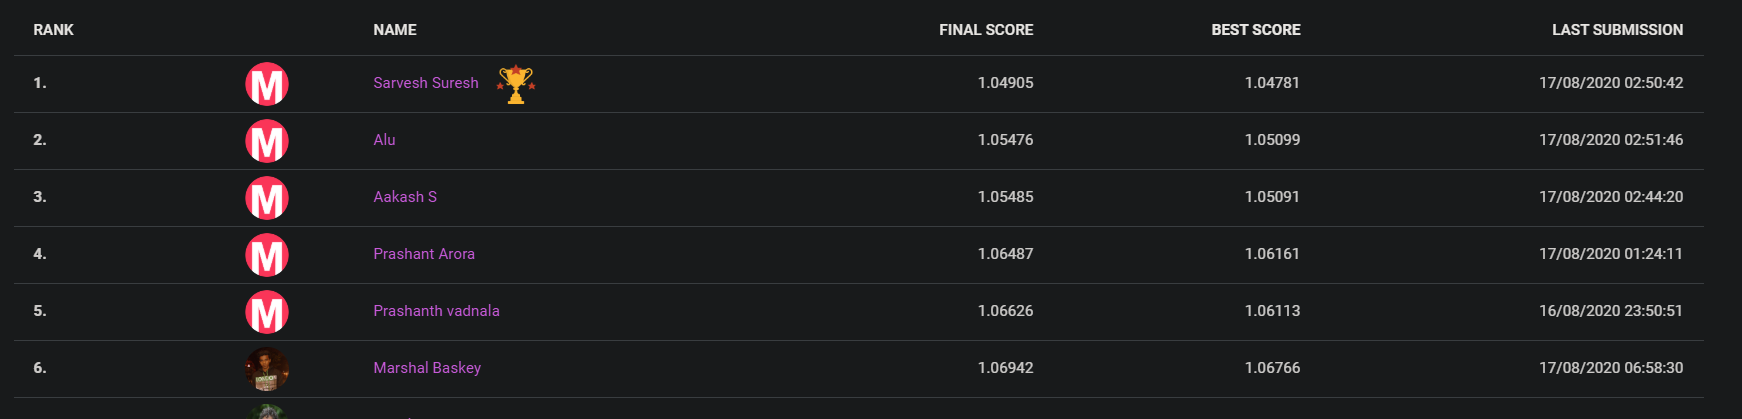 RANK NAME FINAL SCORE BEST SCORE LAST SUBMISSION
1. M Sarvesh Suresh 1.04905 1.04781 17/08/2020 02:50:42
2. M Alu 1.05476 1.05099 17/08/2020 02:51:46
3. M Aakash S 1.05485 1.05091 17/08/2020 02:44:20
4. M Prashant Arora 1.06487 1.06161 17/08/2020 01:24:11
5. M Prashanth vadnala 1.06626 1.06113 16/08/2020 23:50:51
6. Marshal Baskey 1.06942 1.06766 17/08/2020 06:58:30